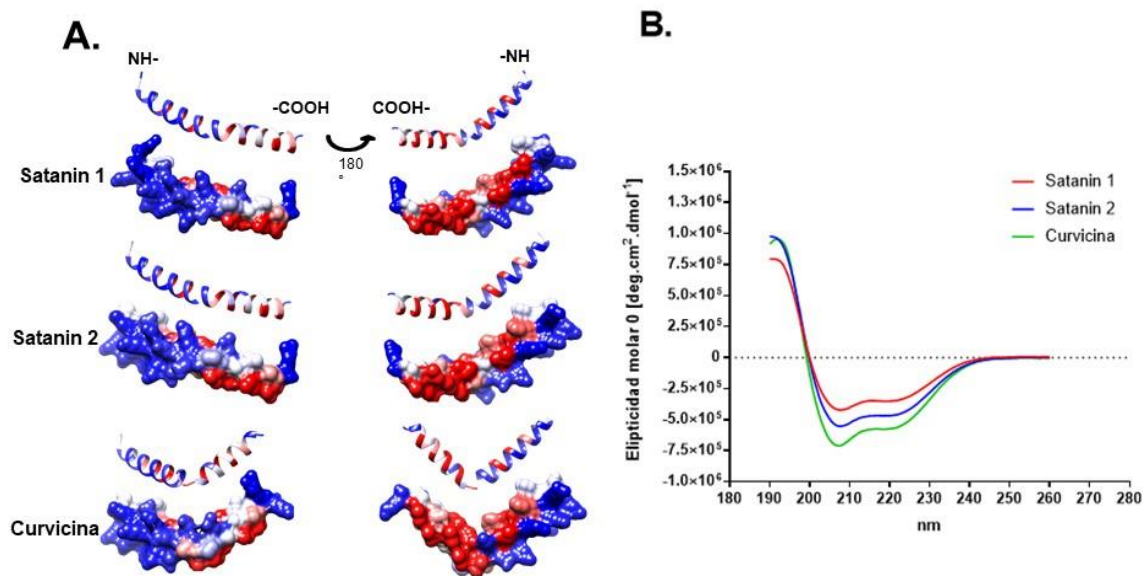 A.
NH-
-COOH
COOH-
-NH
180
°
Satanin 1
Satanin 2
Curvicina
B.
Elipticidad molar 0 [deg.cm².dmol⁻¹]
1.5×10⁶
1.3×10⁶
1.0×10⁶
7.5×10⁵
5.0×10⁵
2.5×10⁵
0
-2.5×10⁵
-5.0×10⁵
-7.5×10⁵
-1.0×10⁶
180 190 200 210 220 230 240 250 260 270 280
nm
Satanin 1
Satanin 2
Curvicina